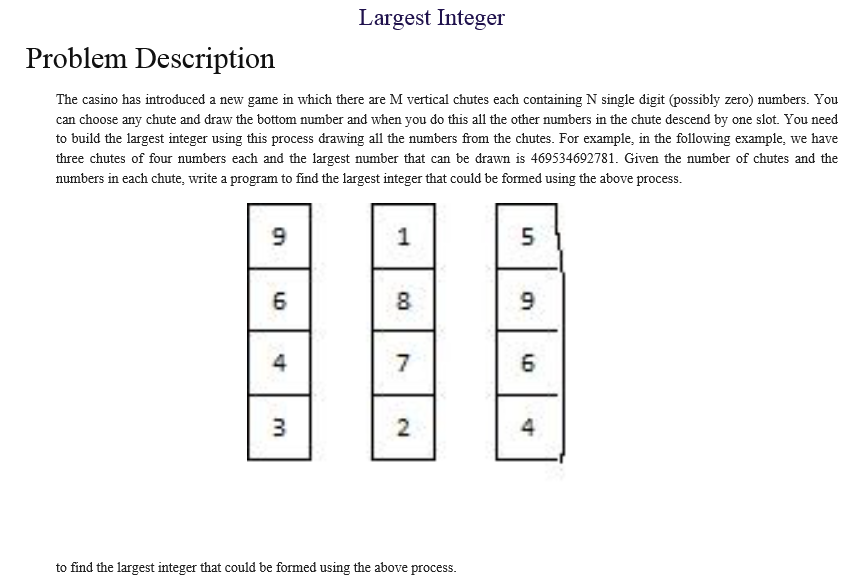 Largest Integer
Problem Description
The casino has introduced a new game in which there are M vertical chutes each containing N single digit (possibly zero) numbers. You
can choose any chute and draw the bottom number and when you do this all the other numbers in the chute descend by one slot. You need
to build the largest integer using this process drawing all the numbers from the chutes. For example, in the following example, we have
three chutes of four numbers each and the largest number that can be drawn is 469534692781. Given the number of chutes and the
numbers in each chute, write a program to find the largest integer that could be formed using the above process.
9 1 5
6 8 9
4 7 6
3 2 4
to find the largest integer that could be formed using the above process.